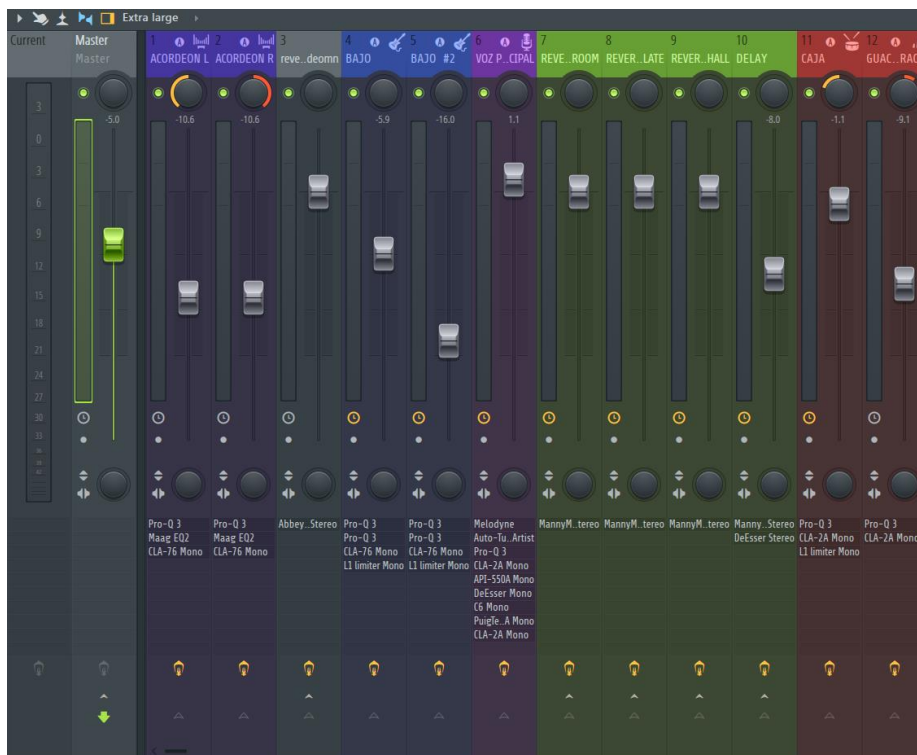 Extra large
Current
Master
Master
1
ACORDEON L
2
ACORDEON R
3
reve..deomn
4
BAJO
5
BAJO #2
6
VOZ P..CIPAL
7
REVE..ROOM
8
REVER..LATE
9
REVER..HALL
10
DELAY
11
CAJA
12
GUAC..RAC
-5.0
-10.6
-10.6
-5.9
-16.0
1.1
-8.0
-1.1
-9.1
3
0
3
6
9
12
15
18
21
24
27
30
33
Pro-Q 3
Maag EQ2
CLA-76 Mono
Pro-Q 3
Maag EQ2
CLA-76 Mono
Abbey..Stereo
Pro-Q 3
Pro-Q 3
CLA-76 Mono
L1 limiter Mono
Pro-Q 3
Pro-Q 3
CLA-76 Mono
L1 limiter Mono
Melodyne
Auto-Tu..Artist
Pro-Q 3
CLA-2A Mono
API-550A Mono
DeEsser Mono
C6 Mono
PuigTe..A Mono
CLA-2A Mono
MannyM..tereo
MannyM..tereo
MannyM..tereo
Manny..Stereo
DeEsser Stereo
Pro-Q 3
CLA-2A Mono
L1 limiter Mono
Pro-Q 3
CLA-2A Mono